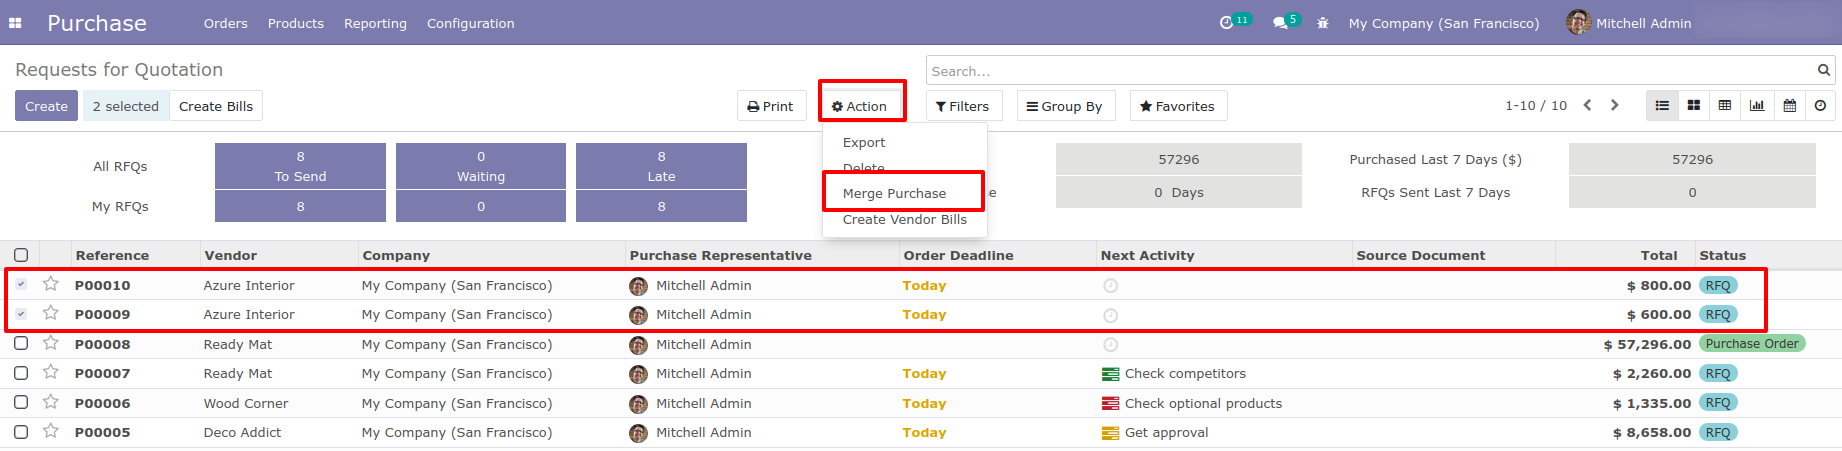 Purchase Orders Products Reporting Configuration 11 5 My Company (San Francisco) Mitchell Admin
Requests for Quotation Search...
Create 2 selected Create Bills Print Action Filters Group By Favorites 1-10 / 10
Export
Delete
Merge Purchase
Create Vendor Bills
All RFQs 8 To Send 0 Waiting 8 Late 57296 Purchased Last 7 Days ($) 57296
My RFQs 8 0 8 0 Days RFQs Sent Last 7 Days 0
Reference Vendor Company Purchase Representative Order Deadline Next Activity Source Document Total Status
P00010 Azure Interior My Company (San Francisco) Mitchell Admin Today $ 800.00 RFQ
P00009 Azure Interior My Company (San Francisco) Mitchell Admin Today $ 600.00 RFQ
P00008 Ready Mat My Company (San Francisco) Mitchell Admin $ 57,296.00 Purchase Order
P00007 Ready Mat My Company (San Francisco) Mitchell Admin Today Check competitors $ 2,260.00 RFQ
P00006 Wood Corner My Company (San Francisco) Mitchell Admin Today Check optional products $ 1,335.00 RFQ
P00005 Deco Addict My Company (San Francisco) Mitchell Admin Today Get approval $ 8,658.00 RFQ